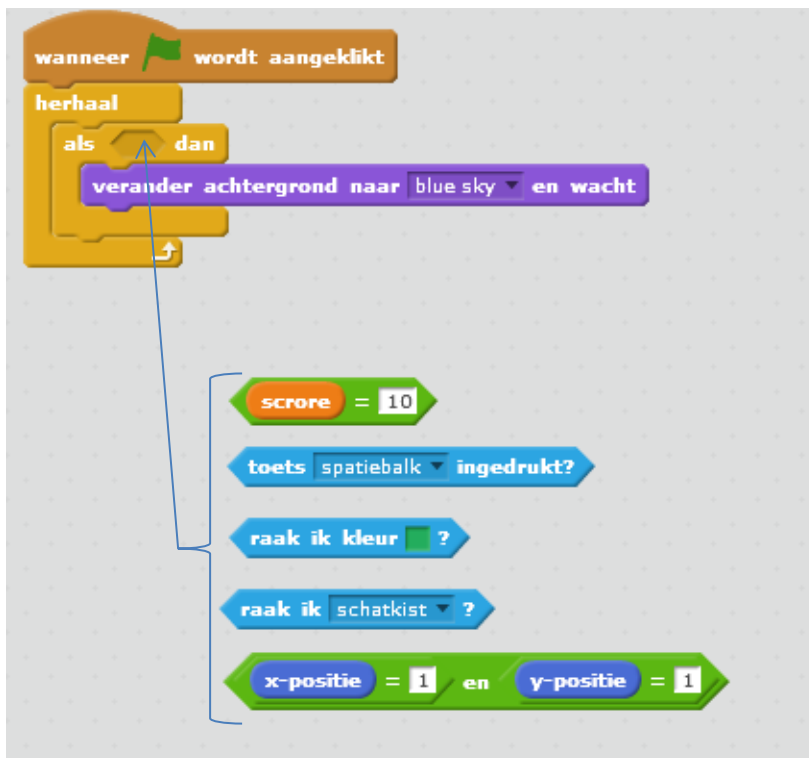 wanneer wordt aangeklikt
herhaal
als dan
verander achtergrond naar blue sky en wacht
scrore = 10
toets spatiebalk ingedrukt?
raak ik kleur ?
raak ik schatkist ?
x-positie = 1 en y-positie = 1